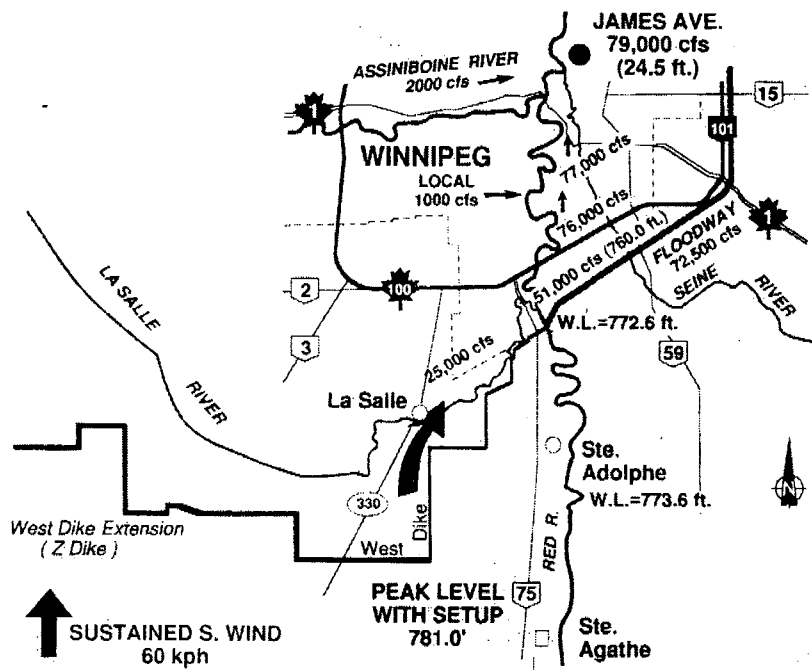 JAMES AVE.
79,000 cfs
(24.5 ft.)
ASSINIBOINE RIVER
2000 cfs
1
15
101
WINNIPEG
LOCAL
1000 cfs
77,000 cfs
76,000 cfs
1
51,000 cfs (760.0 ft.)
FLOODWAY
72,500 cfs
SEINE
RIVER
LA SALLE
RIVER
2
100
3
W.L.=772.6 ft.
59
25,000 cfs
La Salle
Ste.
Adolphe
W.L.=773.6 ft.
N
330
West Dike Extension
( Z Dike )
West
Dike
RED R.
SUSTAINED S. WIND
60 kph
PEAK LEVEL
WITH SETUP
781.0'
75
Ste.
Agathe